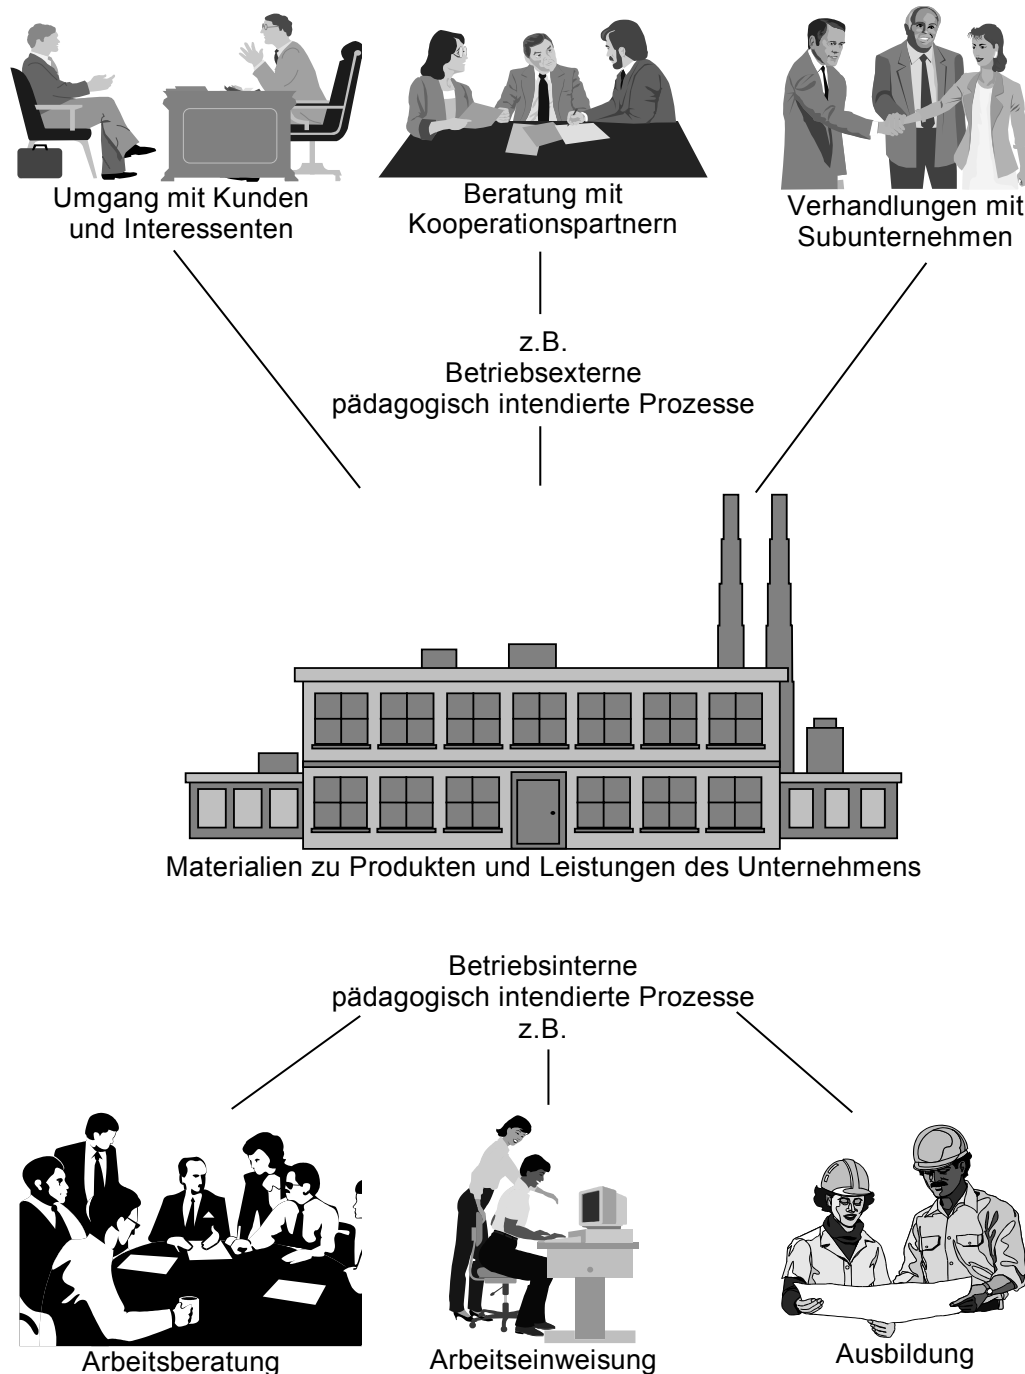 Umgang mit Kunden
und Interessenten
Beratung mit
Kooperationspartnern
Verhandlungen mit
Subunternehmen
z.B.
Betriebsexterne
pädagogisch intendierte Prozesse
Materialien zu Produkten und Leistungen des Unternehmens
Betriebsinterne
pädagogisch intendierte Prozesse
z.B.
Arbeitsberatung
Arbeitseinweisung
Ausbildung